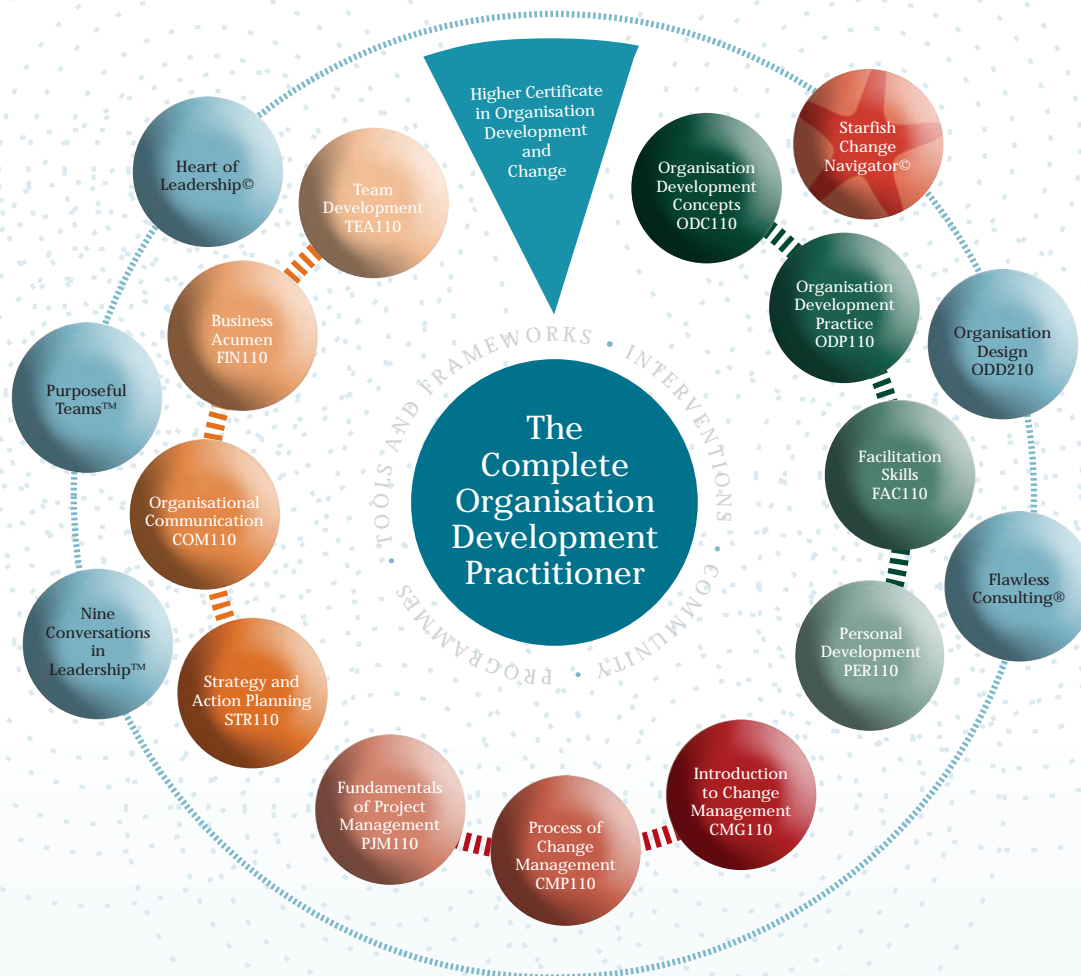 Higher Certificate
in Organisation
Development
and
Change
Starfish
Change
Navigator©
Organisation
Development
Concepts
ODC110
Organisation
Development
Practice
ODP110
Organisation
Design
ODD210
Facilitation
Skills
FAC110
Flawless
Consulting®
Personal
Development
PER110
Introduction
to Change
Management
CMG110
Process of
Change
Management
CMP110
Fundamentals
of Project
Management
PJM110
Strategy and
Action Planning
STR110
Nine
Conversations
in
Leadership™
Organisational
Communication
COM110
Purposeful
Teams™
Business
Acumen
FIN110
Heart of
Leadership©
Team
Development
TEA110
TOOLS AND FRAMEWORKS • INTERVENTIONS • COMMUNITY • PROGRAMMES •
The
Complete
Organisation
Development
Practitioner